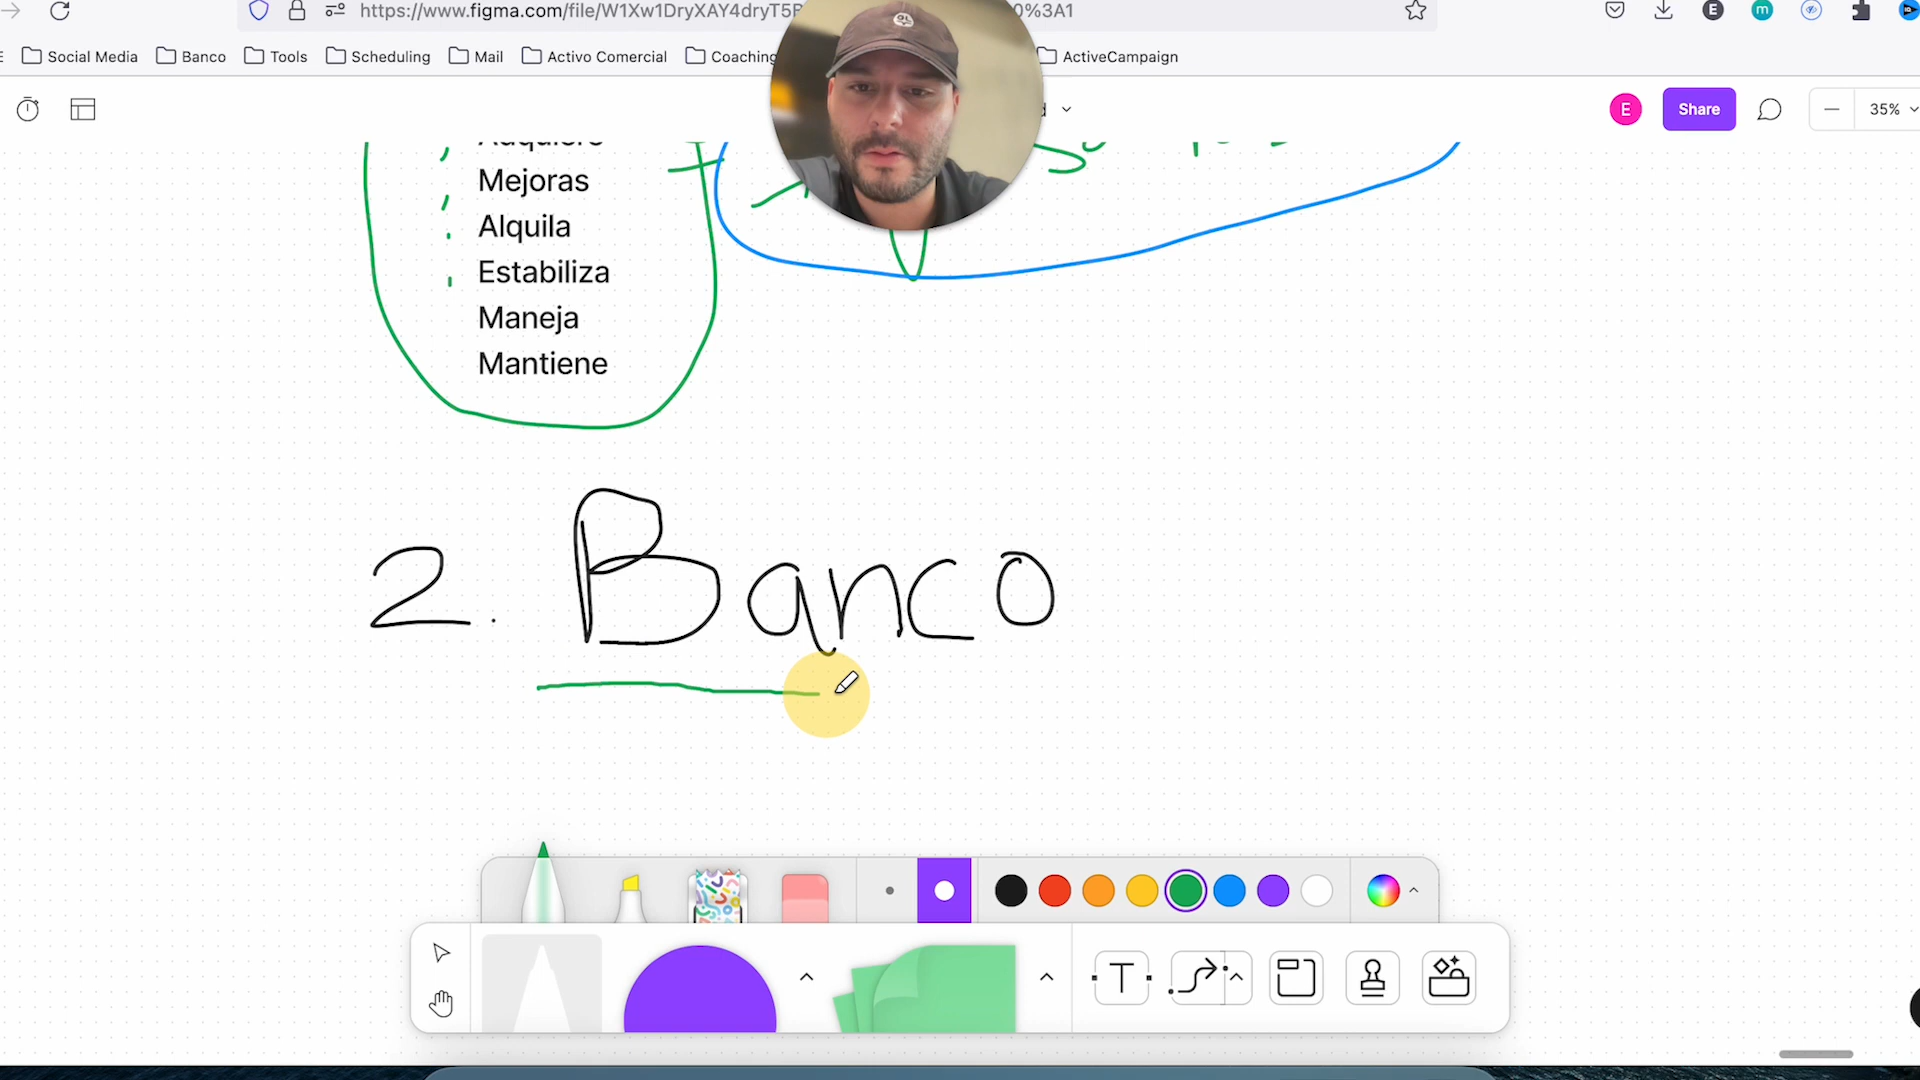 https://www.figma.com/file/W1Xw1DryXAY4dryT5
0%3A1
E
m
Social Media
Banco
Tools
Scheduling
Mail
Activo Comercial
Coaching
ActiveCampaign
E
Share
35%
Mejoras
Alquila
Estabiliza
Maneja
Mantiene
2. Banco
T